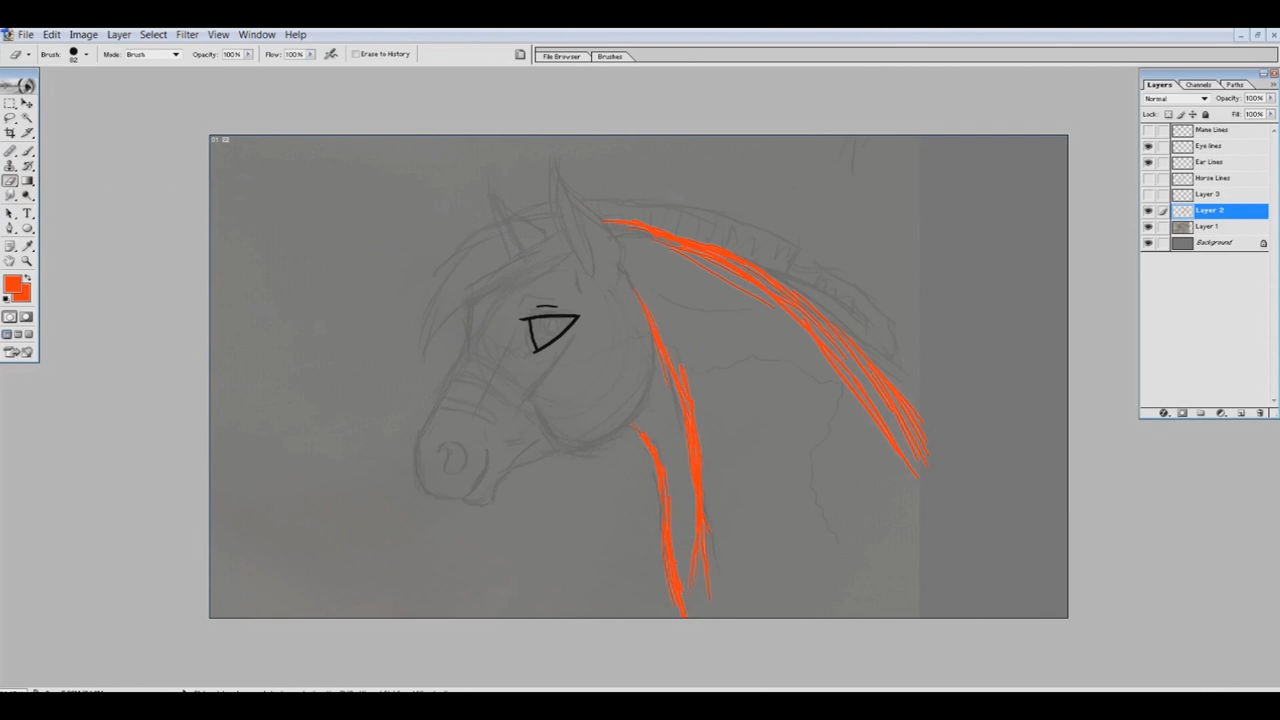 File Edit Image Layer Select Filter View Window Help
Brush: 62 Mode: Brush Opacity: 100% Flow: 100% Erase to History File Browser Brushes
Layers Channels Paths
Normal Opacity: 100%
Lock: Fill: 100%
Mane Lines
Eye lines
Ear Lines
Horse Lines
Layer 3
Layer 2
Layer 1
Background
01